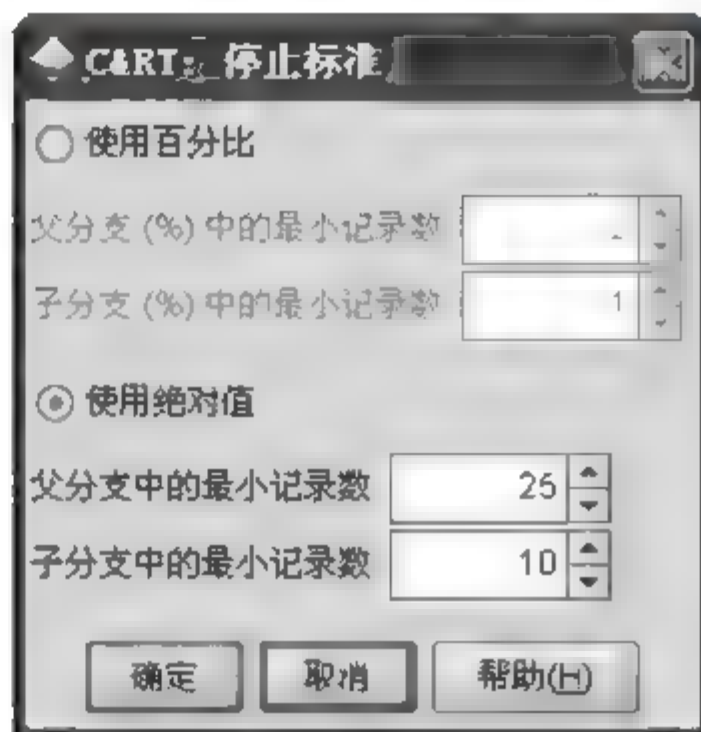 C&RT: 停止标准
使用百分比
父分支 (%) 中的最小记录数
子分支 (%) 中的最小记录数 1
使用绝对值
父分支中的最小记录数 25
子分支中的最小记录数 10
确定 取消 帮助(H)